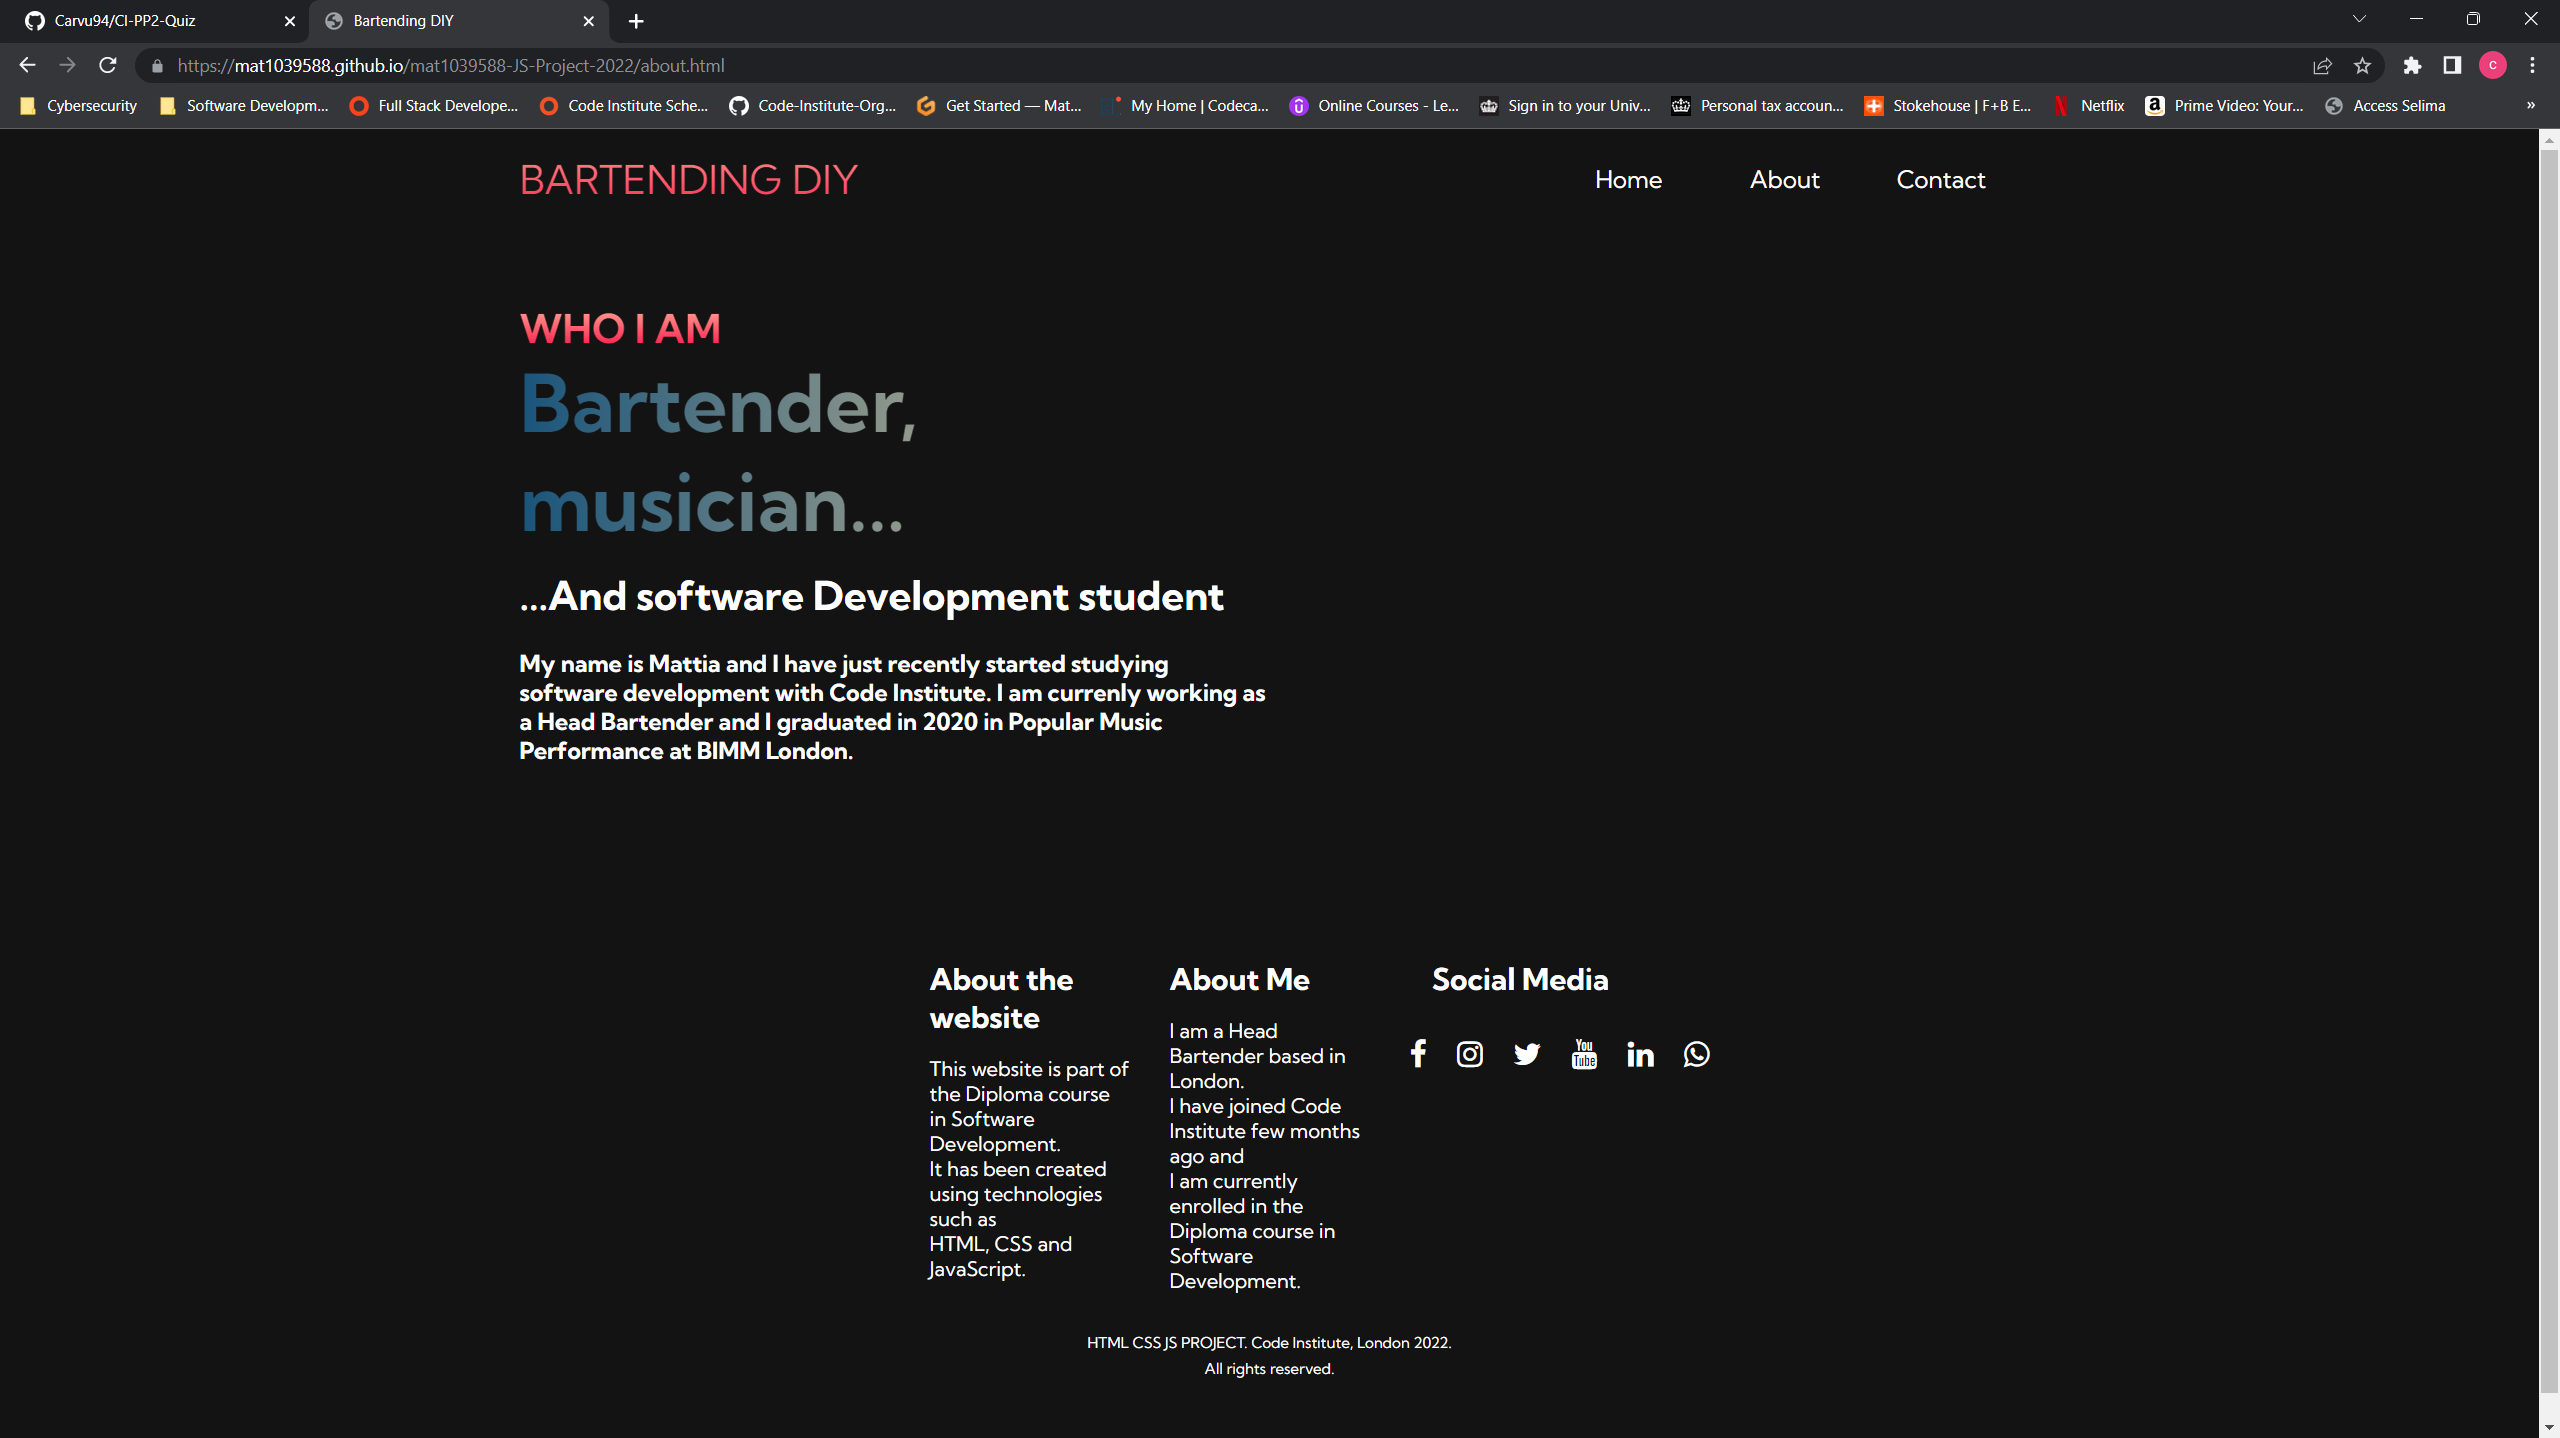 Carvu94/CI-PP2-Quiz
Bartending DIY
https://mat1039588.github.io/mat1039588-JS-Project-2022/about.html
C
Cybersecurity
Software Developm...
Full Stack Develope...
Code Institute Sche...
Code-Institute-Org...
Get Started — Mat...
My Home | Codeca...
Online Courses - Le...
Sign in to your Univ...
Personal tax accoun...
Stokehouse | F+B E...
Netflix
Prime Video: Your...
Access Selima
»
BARTENDING DIY
Home
About
Contact
WHO I AM
Bartender,
musician...
...And software Development student
My name is Mattia and I have just recently started studying
software development with Code Institute. I am currenly working as
a Head Bartender and I graduated in 2020 in Popular Music
Performance at BIMM London.
About the
website
This website is part of
the Diploma course
in Software
Development.
It has been created
using technologies
such as
HTML, CSS and
JavaScript.
About Me
I am a Head
Bartender based in
London.
I have joined Code
Institute few months
ago and
I am currently
enrolled in the
Diploma course in
Software
Development.
Social Media
You
Tube
HTML CSS JS PROJECT. Code Institute, London 2022.
All rights reserved.